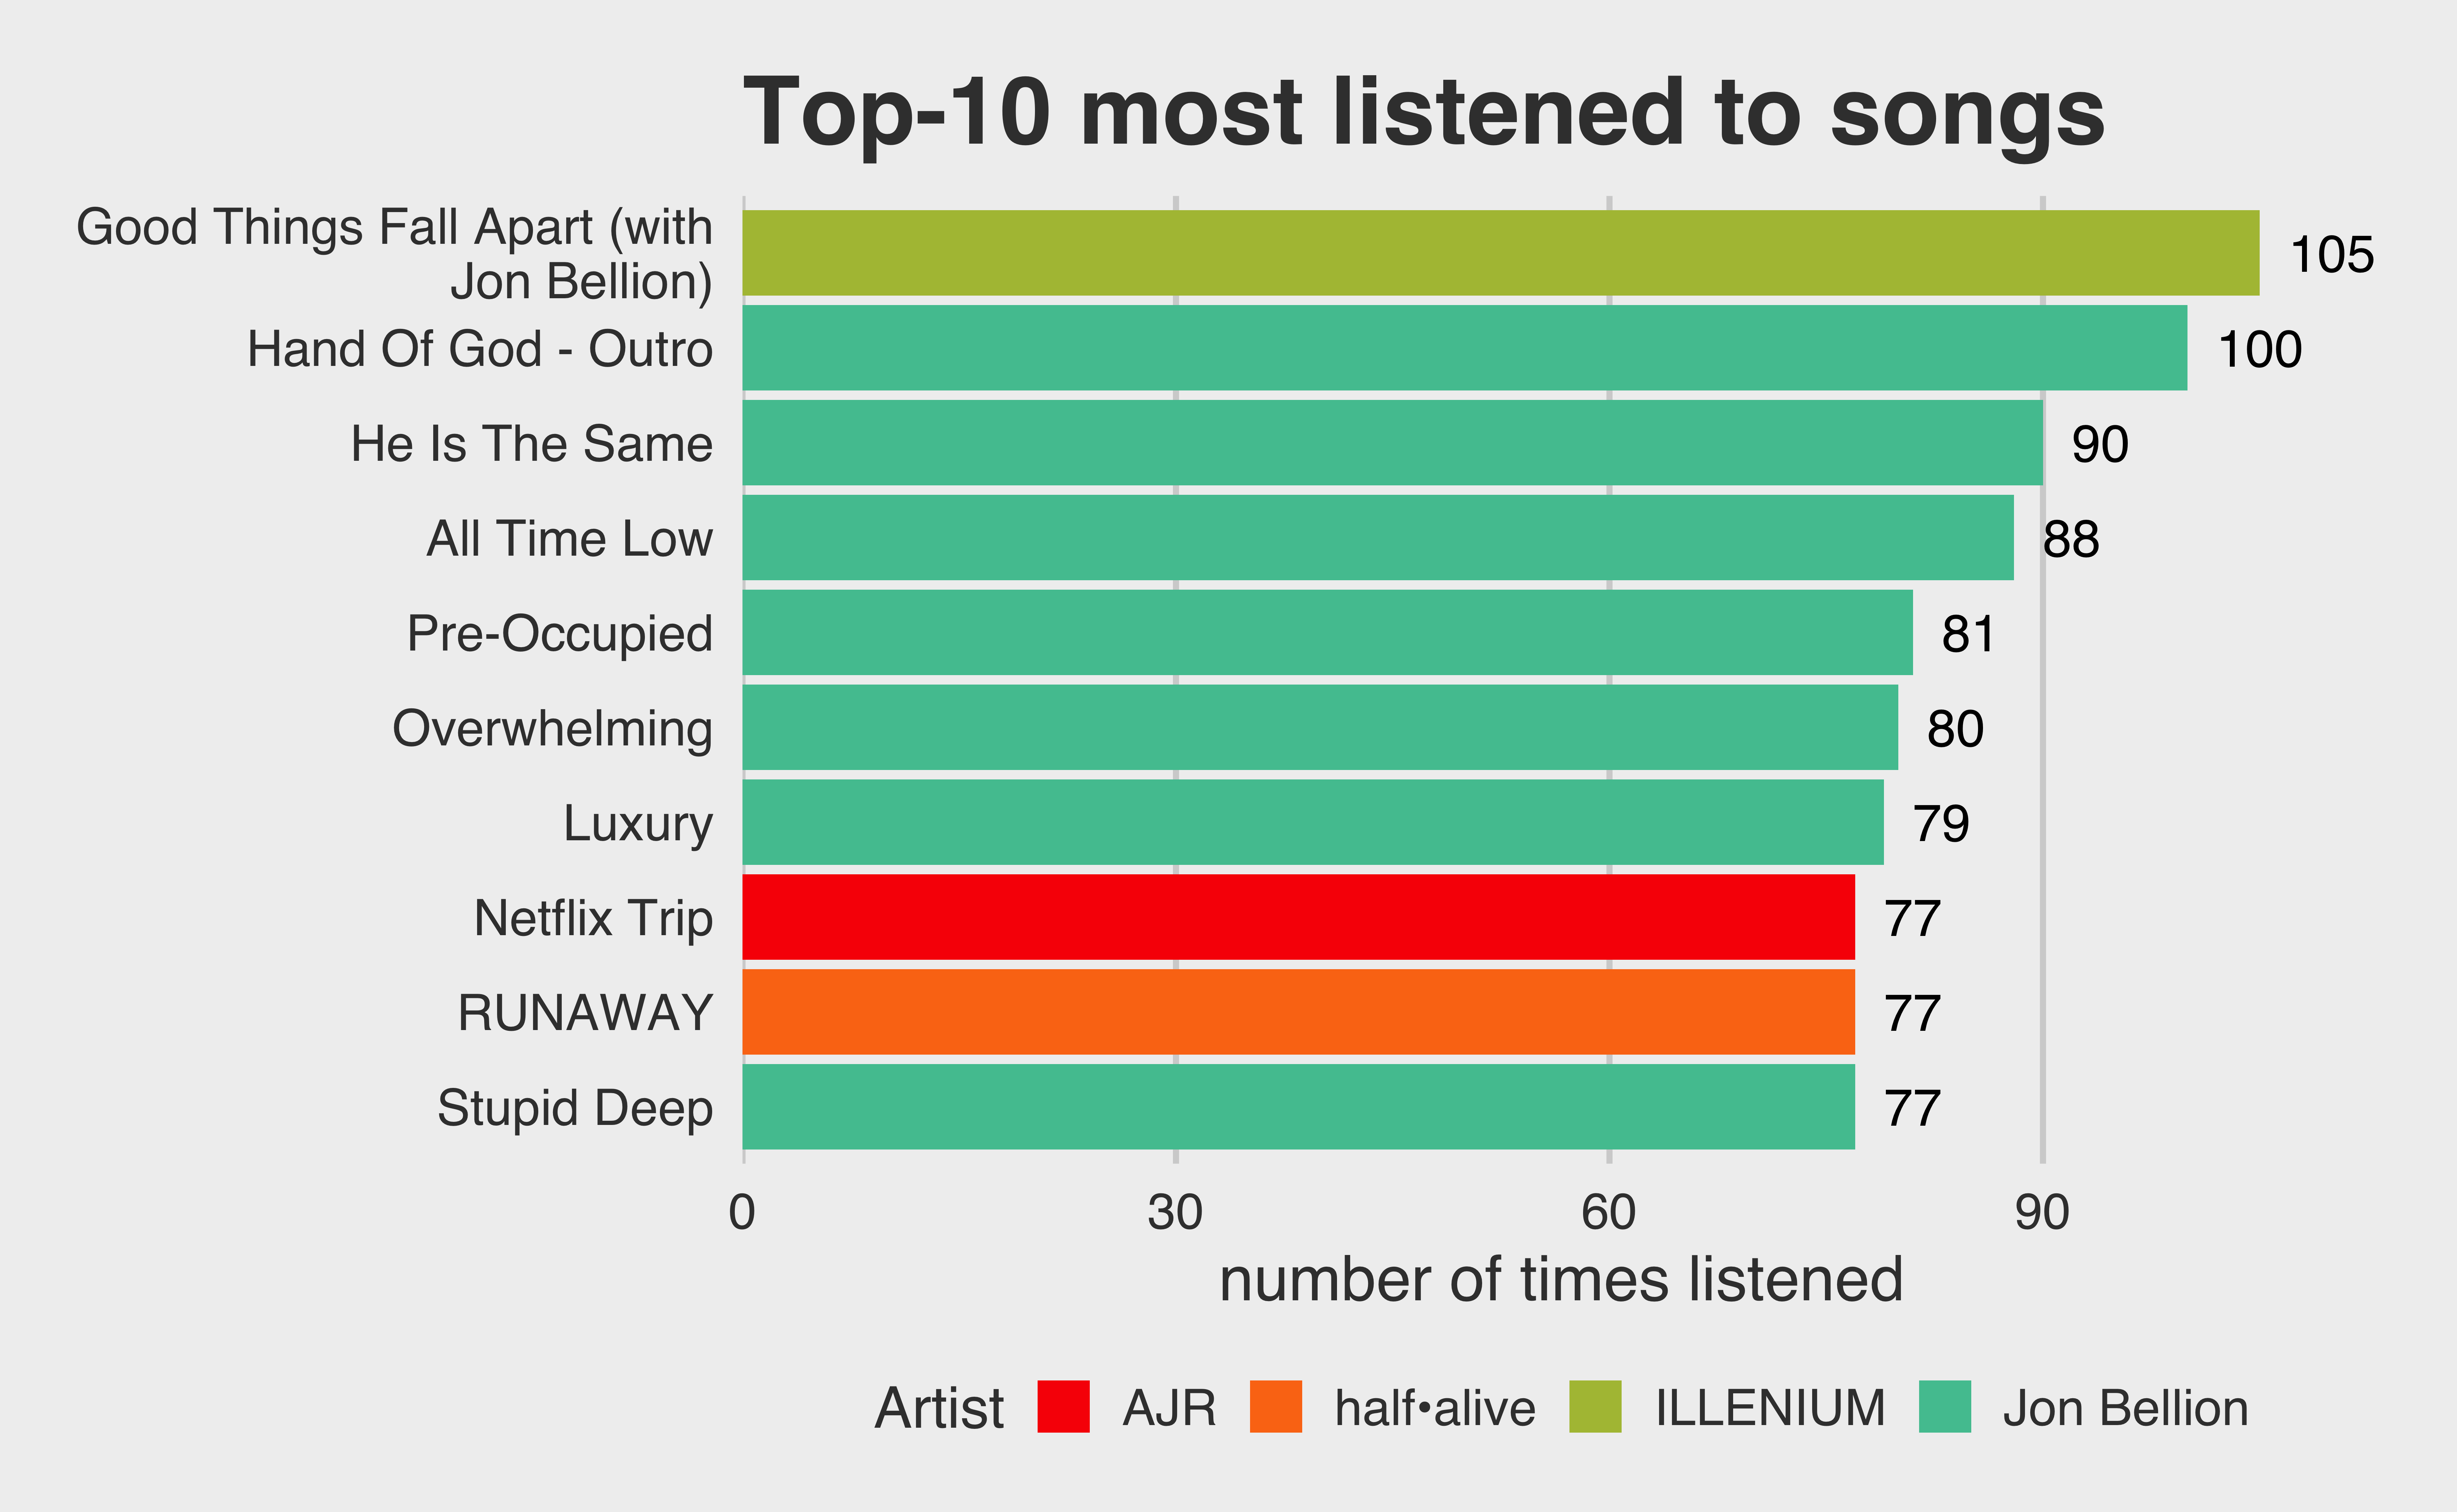 Top-10 most listened to songs
Good Things Fall Apart (with
Jon Bellion)
105
Hand Of God - Outro
100
He Is The Same
90
All Time Low
88
Pre-Occupied
81
Overwhelming
80
Luxury
79
Netflix Trip
77
RUNAWAY
77
Stupid Deep
77
0 30 60 90
number of times listened
Artist AJR half•alive ILLENIUM Jon Bellion